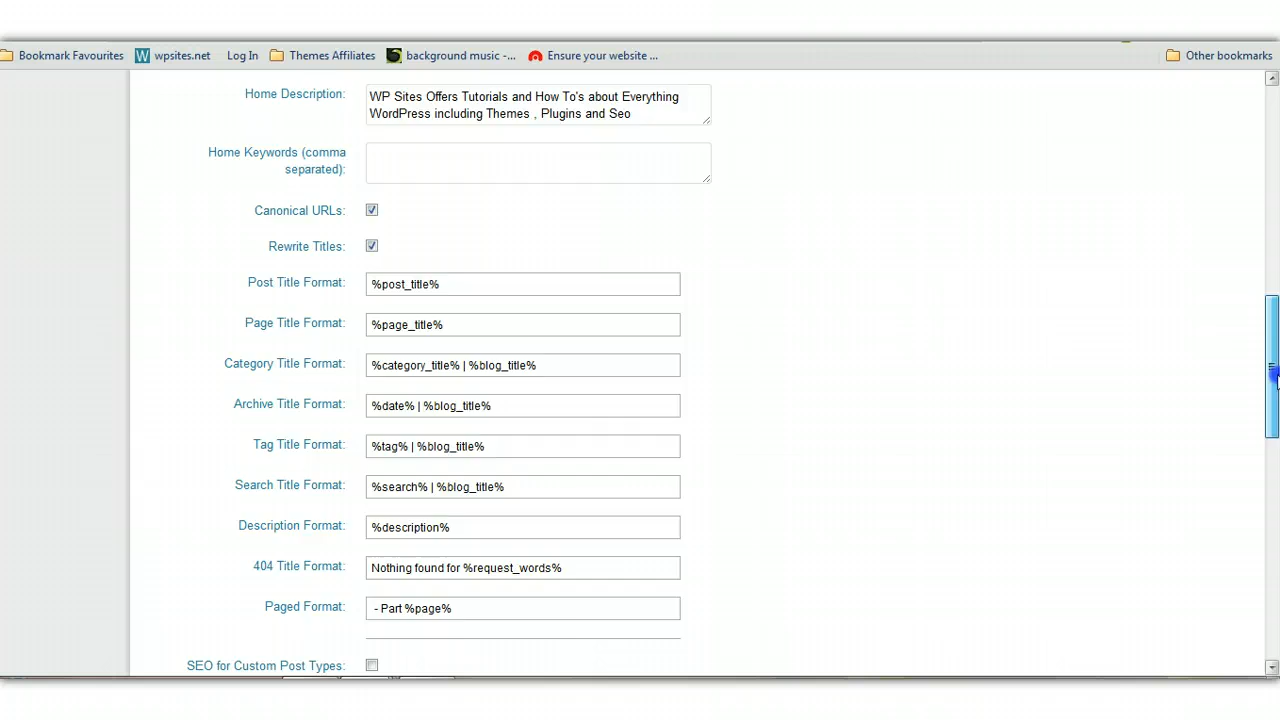 Bookmark Favourites wpsites.net Log In Themes Affiliates background music -... Ensure your website ... Other bookmarks
Home Description: WP Sites Offers Tutorials and How To's about Everything
WordPress including Themes , Plugins and Seo
Home Keywords (comma
separated):
Canonical URLs:
Rewrite Titles:
Post Title Format: %post_title%
Page Title Format: %page_title%
Category Title Format: %category_title% | %blog_title%
Archive Title Format: %date% | %blog_title%
Tag Title Format: %tag% | %blog_title%
Search Title Format: %search% | %blog_title%
Description Format: %description%
404 Title Format: Nothing found for %request_words%
Paged Format: - Part %page%
SEO for Custom Post Types: